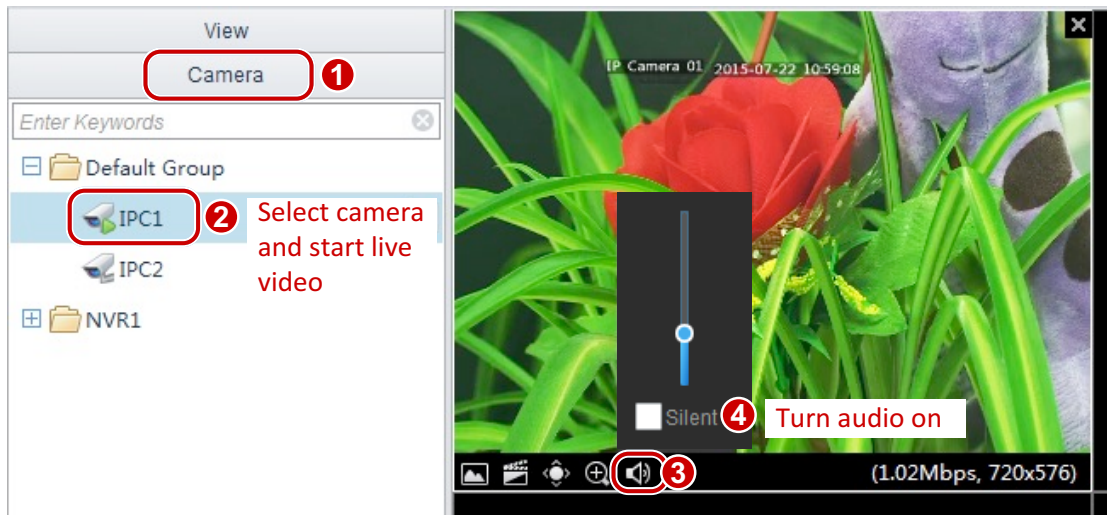 View
Camera
1
Enter Keywords
Default Group
IPC1
2
Select camera
and start live
video
IPC2
NVR1
IP Camera 01 2015-07-22 10:59:08
Silent
4
Turn audio on
3
(1.02Mbps, 720x576)